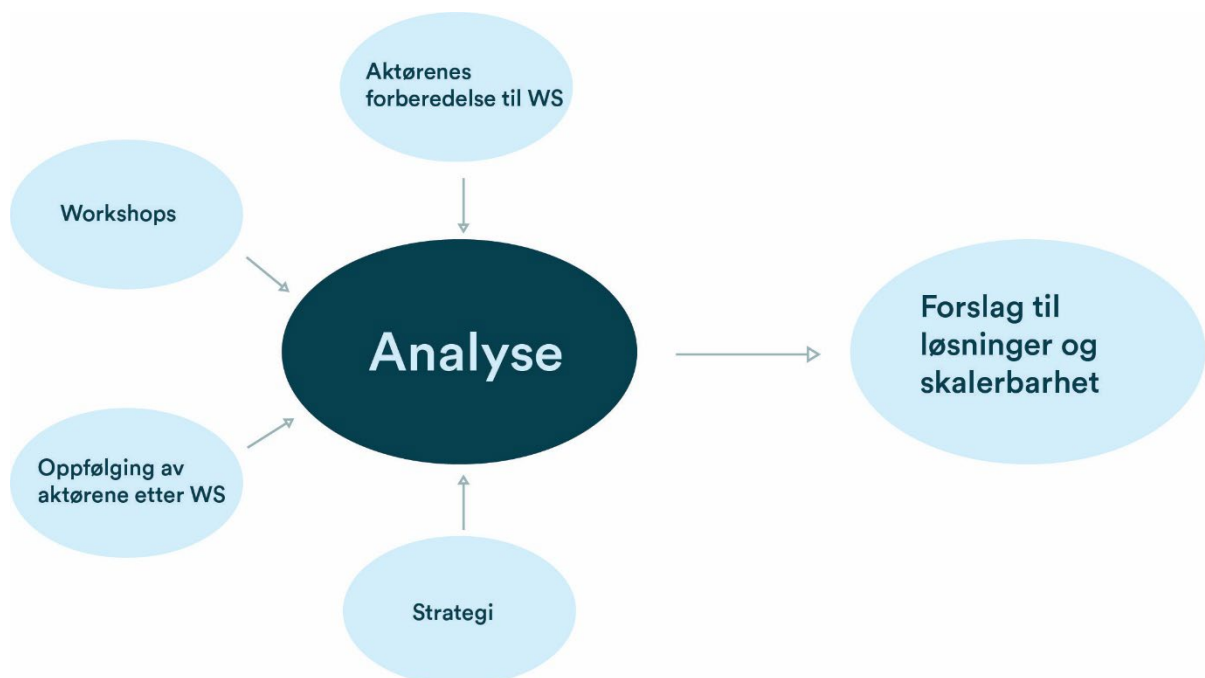 Aktørenes
forberedelse til WS
Workshops
Analyse
Forslag til
løsninger og
skalerbarhet
Oppfølging av
aktørene etter WS
Strategi